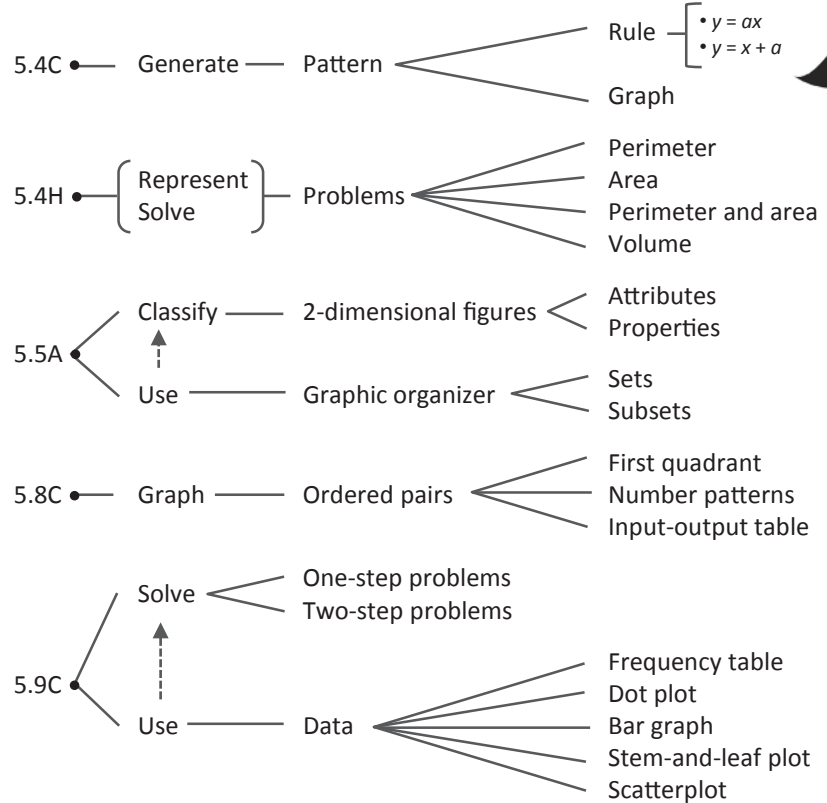 Rule • y = ax
• y = x + a
5.4C Generate Pattern
Graph
Perimeter
Represent Area
5.4H Problems
Solve Perimeter and area
Volume
Attributes
Classify 2-dimensional figures
Properties
5.5A
Sets
Use Graphic organizer
Subsets
First quadrant
5.8C Graph Ordered pairs Number patterns
Input-output table
One-step problems
Solve
Two-step problems
Frequency table
5.9C
Dot plot
Use Data Bar graph
Stem-and-leaf plot
Scatterplot